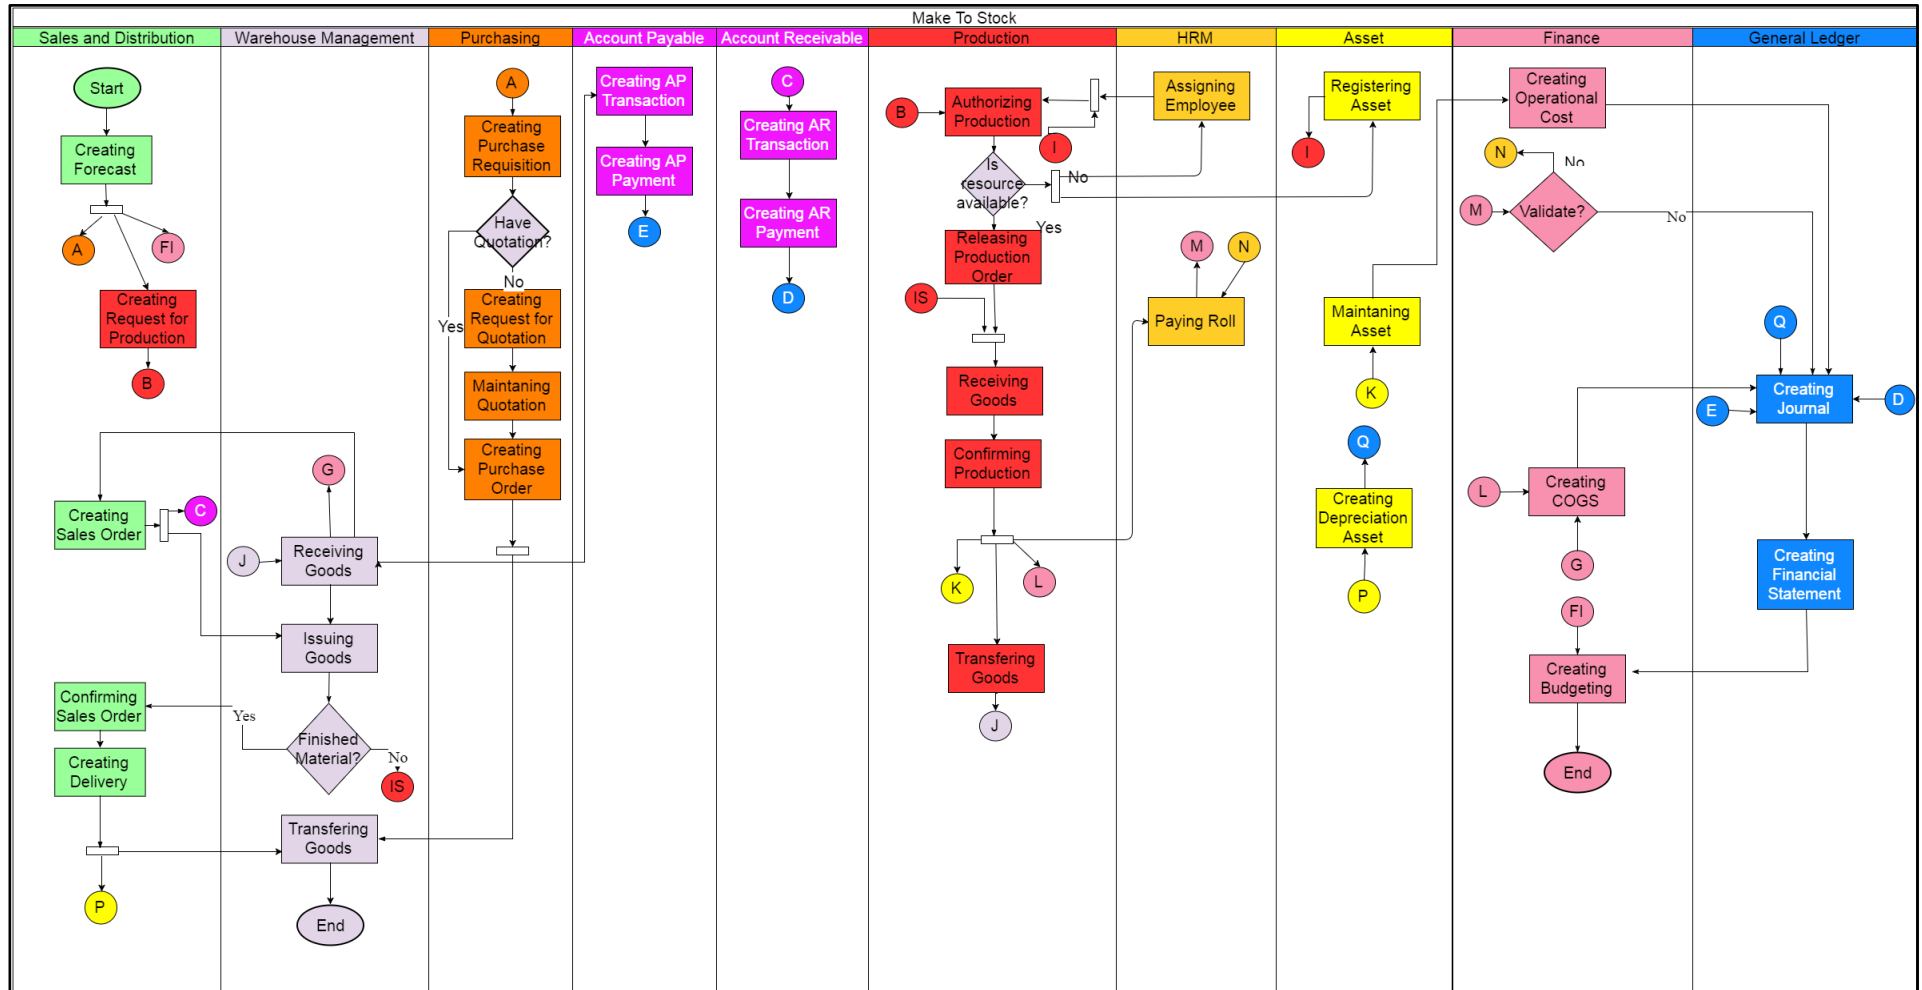 Make To Stock
Sales and Distribution
Warehouse Management
Purchasing
Account Payable
Account Receivable
Production
HRM
Asset
Finance
General Ledger
Start
Creating
Forecast
A
FI
Creating
Request for
Production
B
Creating
Sales Order
C
Confirming
Sales Order
Creating
Delivery
P
G
J
Receiving
Goods
Issuing
Goods
Yes
Finished
Material?
No
IS
Transfering
Goods
End
A
Creating
Purchase
Requisition
Have
Quotation?
No
Yes
Creating
Request for
Quotation
Maintaning
Quotation
Creating
Purchase
Order
Creating AP
Transaction
Creating AP
Payment
E
C
Creating AR
Transaction
Creating AR
Payment
D
B
Authorizing
Production
I
Is
resource
available?
No
Yes
Releasing
Production
Order
IS
Receiving
Goods
Confirming
Production
K
L
Transfering
Goods
J
Assigning
Employee
M
N
Paying Roll
Registering
Asset
I
Maintaning
Asset
K
Q
Creating
Depreciation
Asset
P
Creating
Operational
Cost
N
No
M
Validate?
No
L
Creating
COGS
G
FI
Creating
Budgeting
End
Q
Creating
Journal
E
D
Creating
Financial
Statement